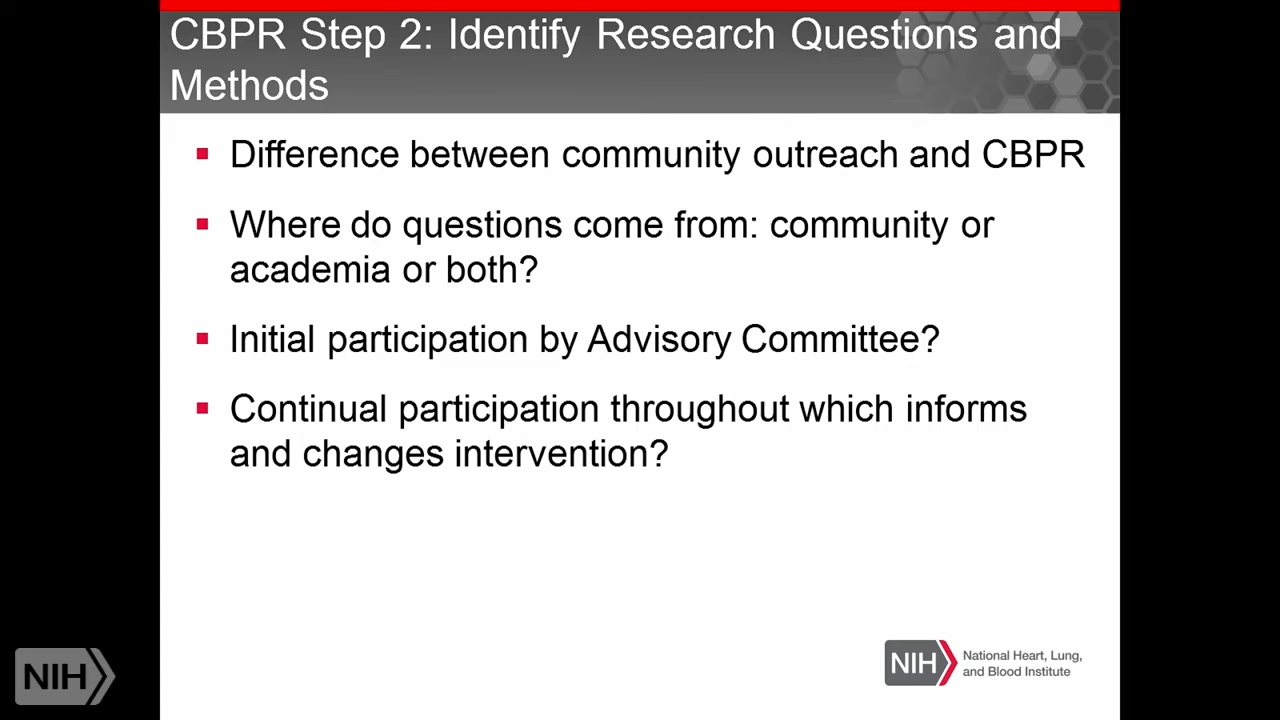 CBPR Step 2: Identify Research Questions and
Methods
Difference between community outreach and CBPR
Where do questions come from: community or
academia or both?
Initial participation by Advisory Committee?
Continual participation throughout which informs
and changes intervention?
NIH
NIH
National Heart, Lung,
and Blood Institute